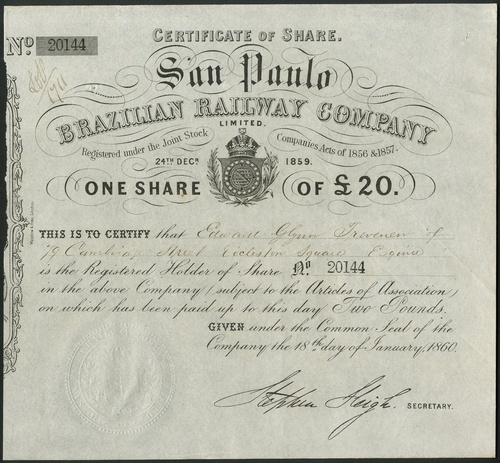 CERTIFICATE OF SHARE.
No 20144
San Paulo
BRAZILIAN RAILWAY COMPANY
LIMITED.
Registered under the Joint Stock Companies Acts of 1856 & 1857.
24TH DECR 1859.
ONE SHARE OF £20.
THIS IS TO CERTIFY that Edward Glynn Trevenen of
79 Cambridge Street Eccleston Square Esquire
is the Registered Holder of Share No 20144
in the above Company (subject to the Articles of Association)
on which has been paid up to this day Two Pounds.
GIVEN under the Common Seal of the
Company the 18th day of January, 1860.
Stephen Sleigh. SECRETARY.